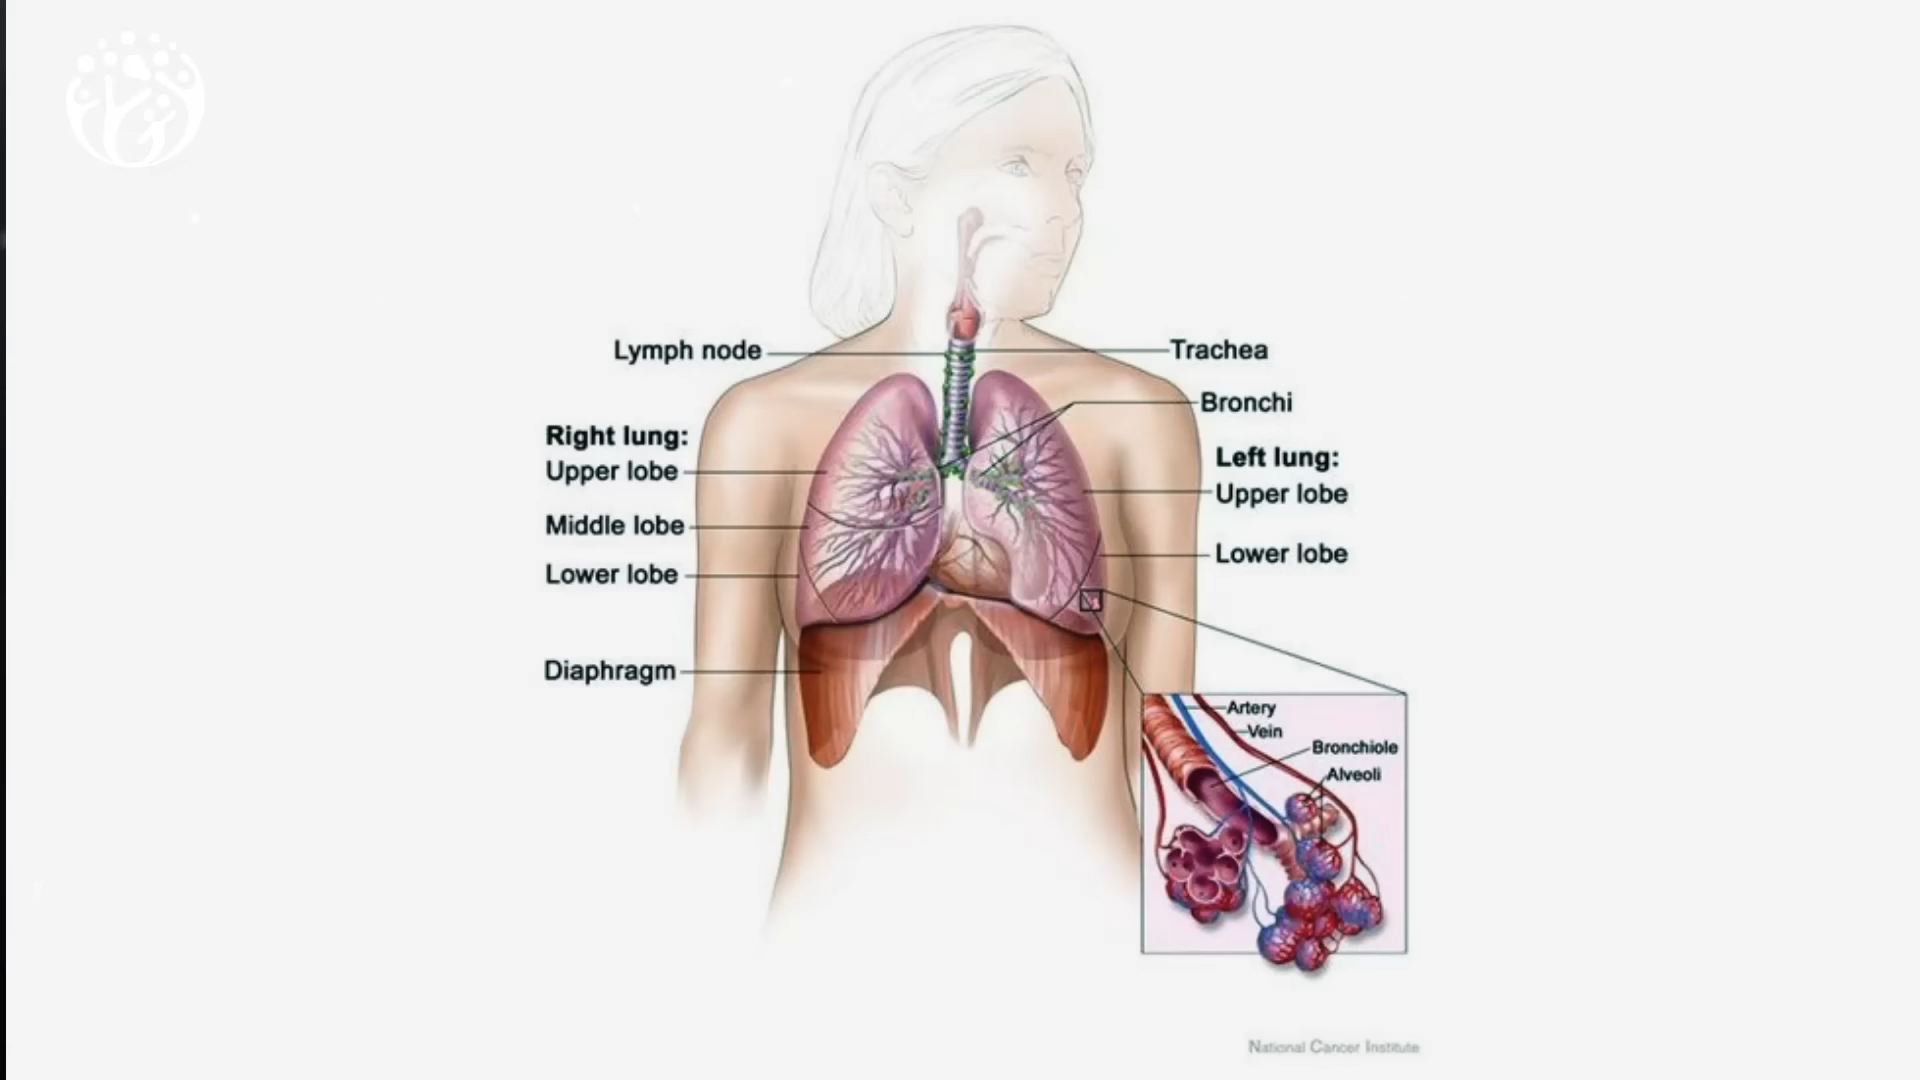 Lymph node
Trachea
Bronchi
Right lung:
Upper lobe
Middle lobe
Lower lobe
Left lung:
Upper lobe
Lower lobe
Diaphragm
Artery
Vein
Bronchiole
Alveoli
National Cancer Institute